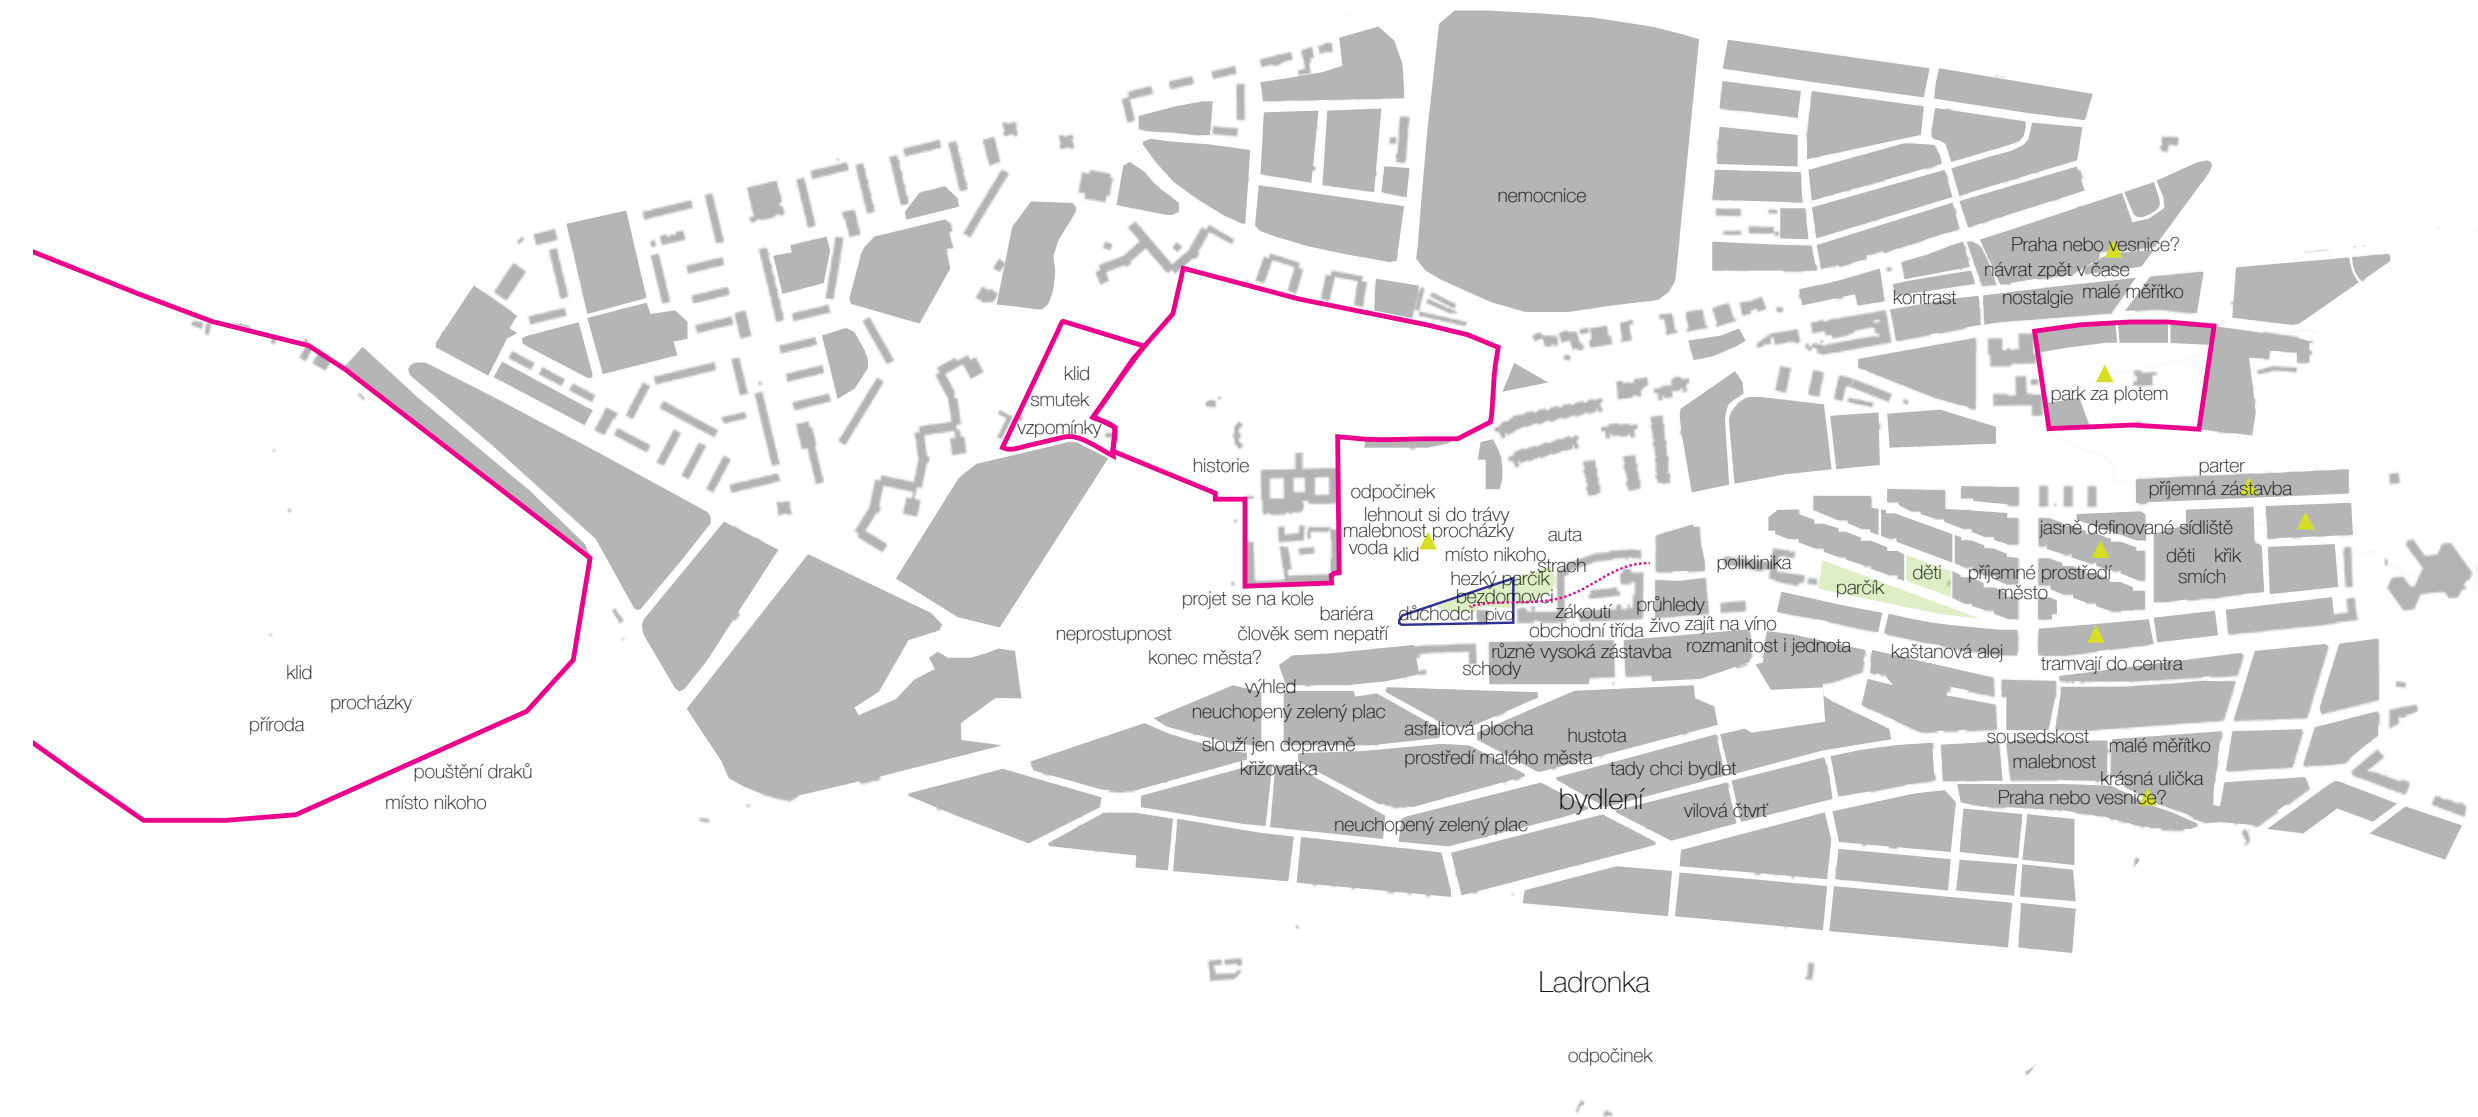 nemocnice
Praha nebo vesnice?
návrat zpět v čase
kontrast
nostalgie
malé měřítko
klid
smutek
vzpomínky
park za plotem
historie
parter
příjemná zástavba
odpočinek
lehnout si do trávy
malebnost procházky
voda
klid
místo nikoho
auta
strach
jasně definované sídliště
děti
křik
smích
hezký parčík
bezdomovci
důchodci
pivo
poliklinika
parčík
děti
příjemné prostředí
město
projet se na kole
bariéra
zákoutí
průhledy
neprostupnost
člověk sem nepatří
obchodní třída
živo
zajít na víno
konec města?
různě vysoká zástavba
rozmanitost i jednota
kaštanová alej
schody
tramvají do centra
klid
procházky
příroda
výhled
neuchopený zelený plac
asfaltová plocha
hustota
slouží jen dopravně
křižovatka
prostředí malého města
tady chci bydlet
sousedskost
malé měřítko
malebnost
krásná ulička
Praha nebo vesnice?
pouštění draků
místo nikoho
bydlení
vilová čtvrť
neuchopený zelený plac
Ladronka
odpočinek